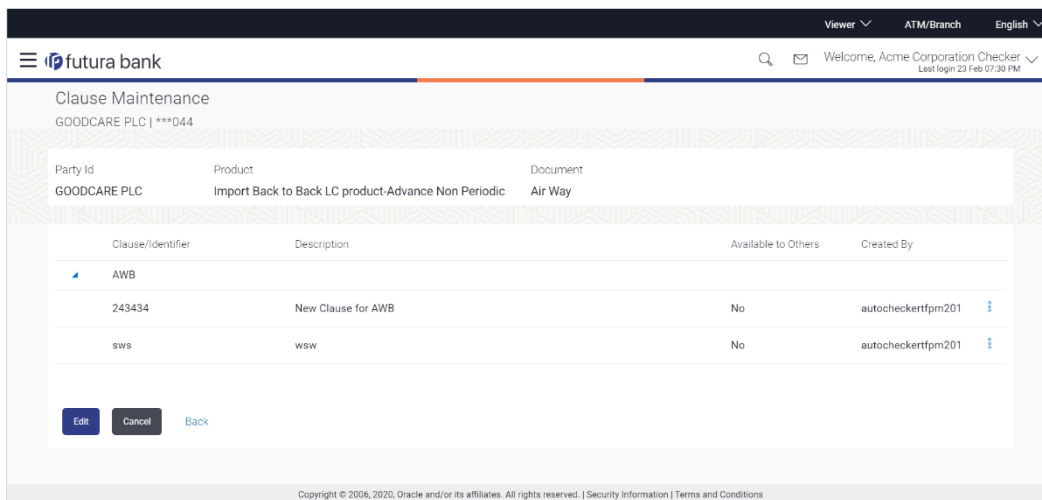 Viewer ATM/Branch English
futura bank
Welcome, Acme Corporation Checker
Last login 23 Feb 07:30 PM
Clause Maintenance
GOODCARE PLC | ***044
Party Id Product Document
GOODCARE PLC Import Back to Back LC product-Advance Non Periodic Air Way
Clause/Identifier Description Available to Others Created By
AWB
243434 New Clause for AWB No autocheckertfpm201
sws wsw No autocheckertfpm201
Edit Cancel Back
Copyright © 2006, 2020, Oracle and/or its affiliates. All rights reserved. | Security Information | Terms and Conditions